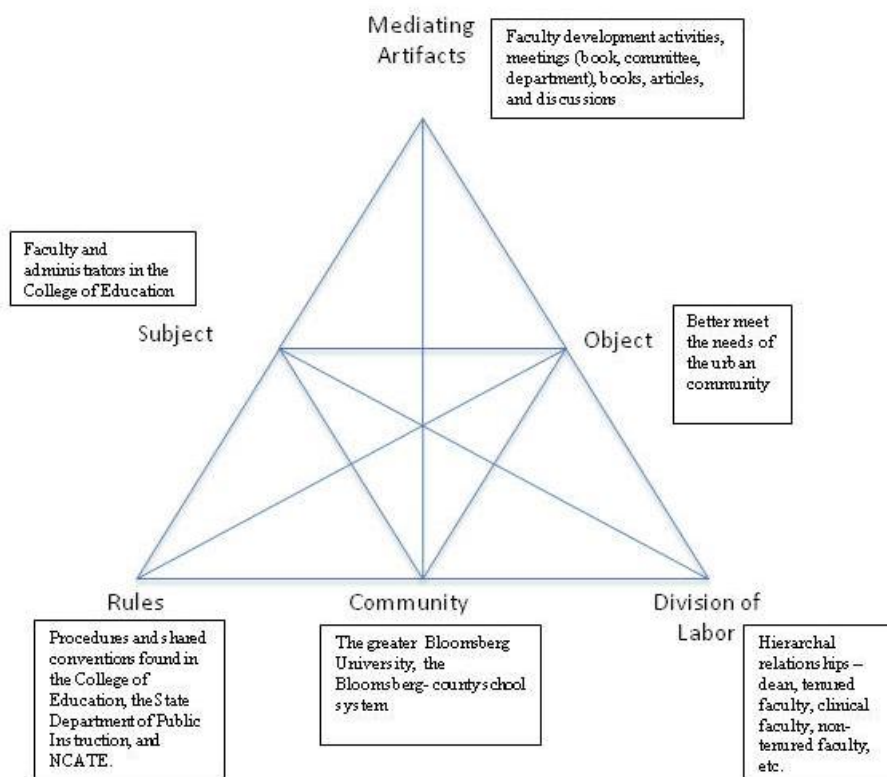 Mediating
Artifacts
Faculty development activities,
meetings (book, committee,
department), books, articles,
and discussions
Faculty and
administrators in the
College of Education
Subject
Object
Better meet
the needs of
the urban
community
Rules
Procedures and shared
conventions found in
the College of
Education, the State
Department of Public
Instruction, and
NCATE.
Community
The greater Bloomsberg
University, the
Bloomsberg- county school
system
Division of
Labor
Hierarchal
relationships –
dean, tenured
faculty, clinical
faculty, non-
tenured faculty,
etc.